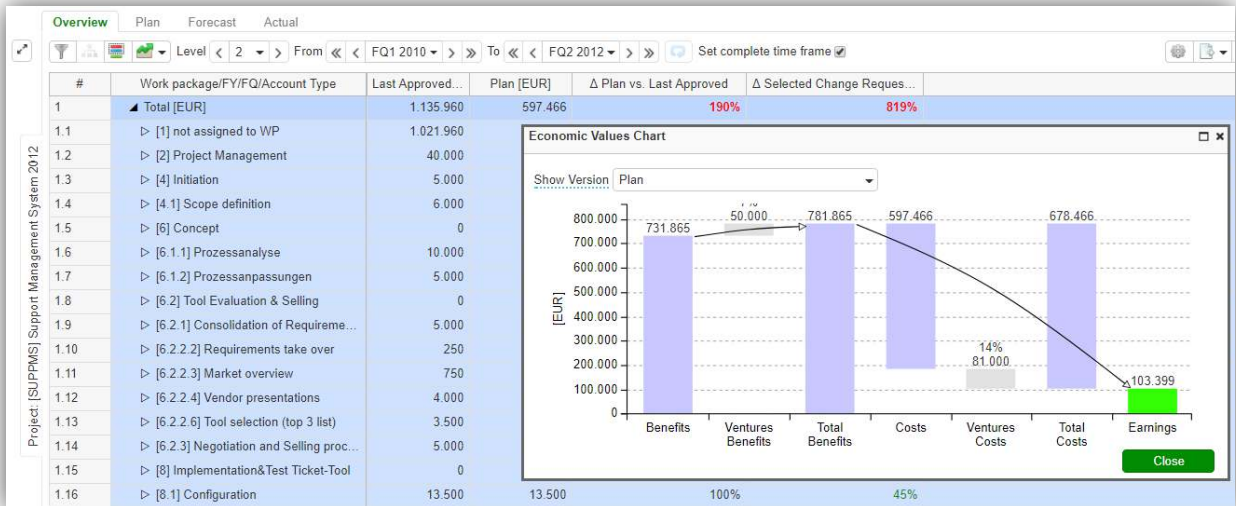 Overview Plan Forecast Actual
Level 2 From FQ1 2010 To FQ2 2012 Set complete time frame
# Work package/FY/FQ/Account Type Last Approved... Plan [EUR] Δ Plan vs. Last Approved Δ Selected Change Reques...
1 Total [EUR] 1.135.960 597.466 190% 819%
1.1 [1] not assigned to WP 1.021.960
1.2 [2] Project Management 40.000
1.3 [4] Initiation 5.000
1.4 [4.1] Scope definition 6.000
1.5 [6] Concept 0
1.6 [6.1.1] Prozessanalyse 10.000
1.7 [6.1.2] Prozessanpassungen 5.000
1.8 [6.2] Tool Evaluation & Selling 0
1.9 [6.2.1] Consolidation of Requireme... 5.000
1.10 [6.2.2.2] Requirements take over 250
1.11 [6.2.2.3] Market overview 750
1.12 [6.2.2.4] Vendor presentations 4.000
1.13 [6.2.2.6] Tool selection (top 3 list) 3.500
1.14 [6.2.3] Negotiation and Selling proc... 5.000
1.15 [8] Implementation&Test Ticket-Tool 0
1.16 [8.1] Configuration 13.500 13.500 100% 45%
Project: [SUPPMS] Support Management System 2012
Economic Values Chart
Show Version Plan
[EUR]
800.000
700.000
600.000
500.000
400.000
300.000
200.000
100.000
0
731.865
50.000
781.865
597.466
14%
81.000
678.466
103.399
Benefits
Ventures
Benefits
Total
Benefits
Costs
Ventures
Costs
Total
Costs
Earnings
Close